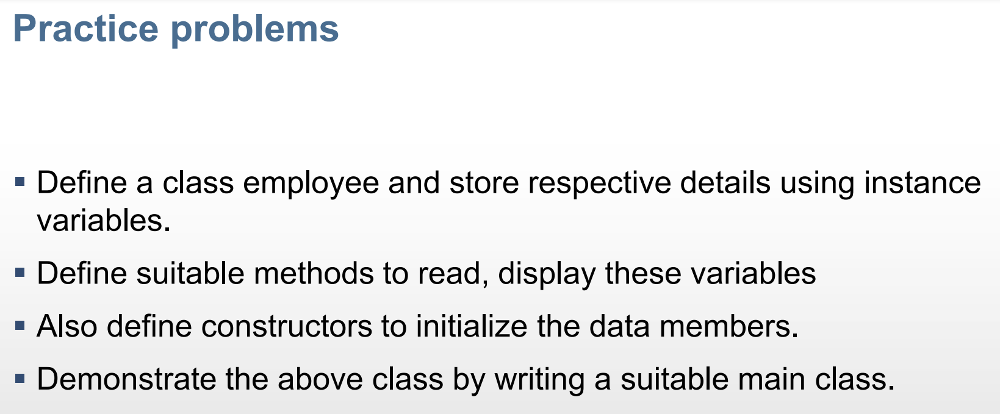 Practice problems
▪ Define a class employee and store respective details using instance
variables.
▪ Define suitable methods to read, display these variables
▪ Also define constructors to initialize the data members.
▪ Demonstrate the above class by writing a suitable main class.